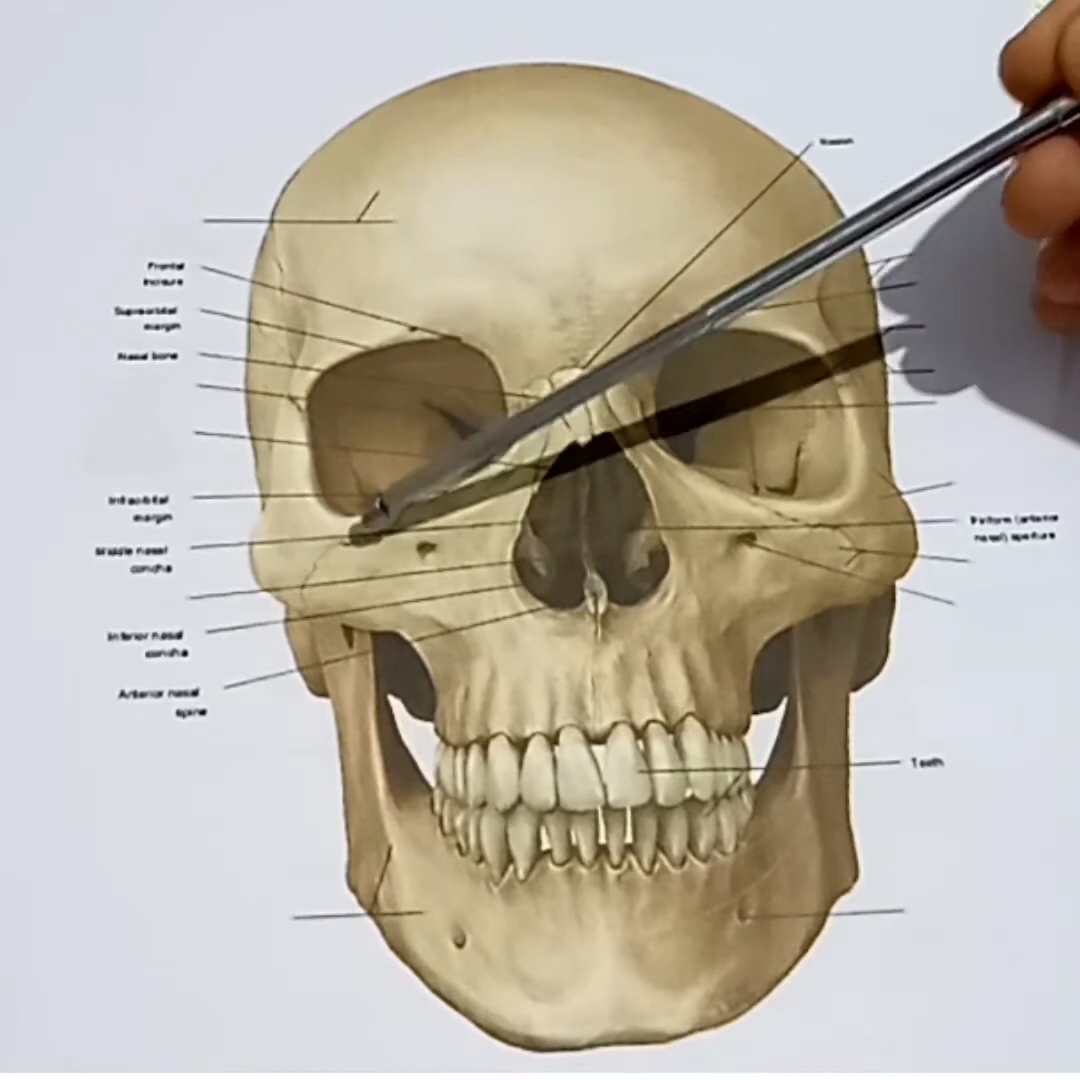 Nasion
Frontal
incisure
Supraorbital
margin
Nasal bone
Infraorbital
margin
Middle nasal
concha
Piriform (anterior
nasal) aperture
Inferior nasal
concha
Anterior nasal
spine
Teeth